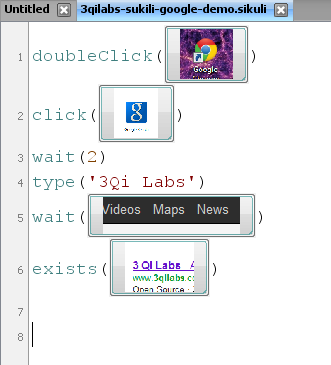 Untitled 3qilabs-sukili-google-demo.sikuli
1 doubleClick( Google )
2 click( )
3 wait(2)
4 type('3Qi Labs')
5 wait( Videos Maps News )
6 exists( 3 QI Labs A
www.3qilabs.c
Open Source )
7
8